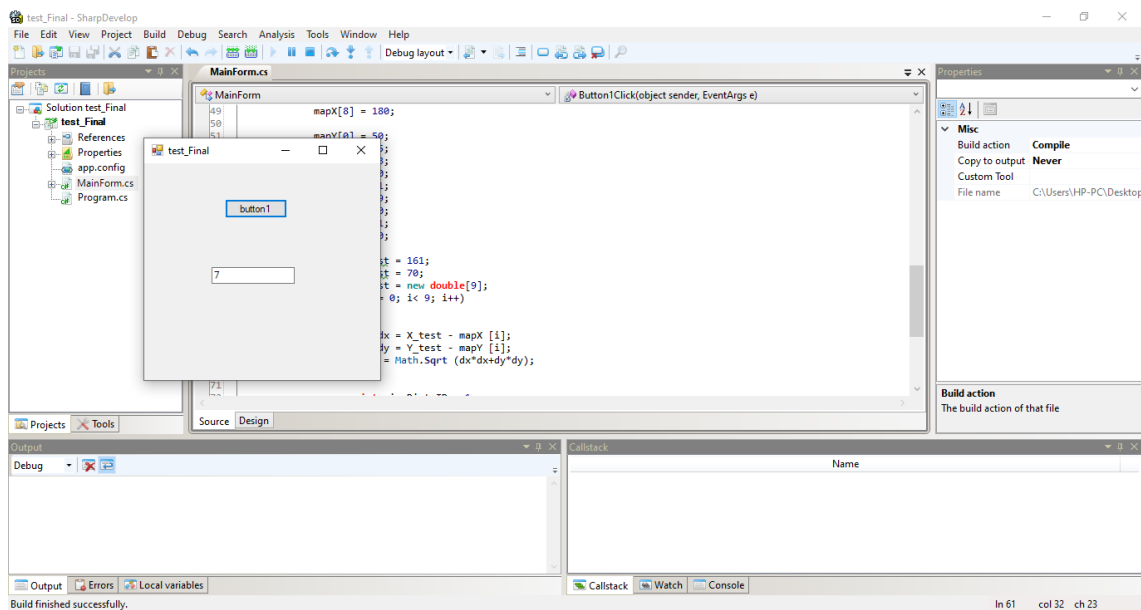 test_Final - SharpDevelop
File Edit View Project Build Debug Search Analysis Tools Window Help
Debug layout
Projects
Solution test_Final
test_Final
References
Properties
app.config
MainForm.cs
Program.cs
Projects Tools
MainForm.cs
MainForm
Button1Click(object sender, EventArgs e)
49 mapX[8] = 180;
50
51 mapY[0] = 50;
= 161;
= 70;
= new double[9];
= 0; i< 9; i++)
dx = X_test - mapX [i];
dy = Y_test - mapY [i];
= Math.Sqrt (dx*dx+dy*dy);
71
Source Design
test_Final
button1
7
Properties
Misc
Build action Compile
Copy to output Never
Custom Tool
File name C:\Users\HP-PC\Desktop
Build action
The build action of that file
Output
Debug
Output Errors Local variables
Callstack
Name
Callstack Watch Console
Build finished successfully.
ln 61 col 32 ch 23